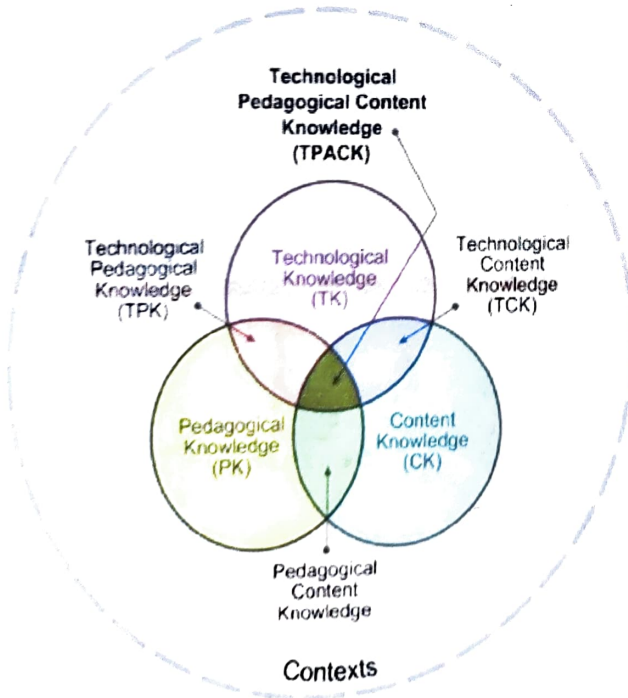 Technological
Pedagogical Content
Knowledge
(TPACK)
Technological
Pedagogical
Knowledge
(TPK)
Technological
Knowledge
(TK)
Technological
Content
Knowledge
(TCK)
Pedagogical
Knowledge
(PK)
Content
Knowledge
(CK)
Pedagogical
Content
Knowledge
Contexts